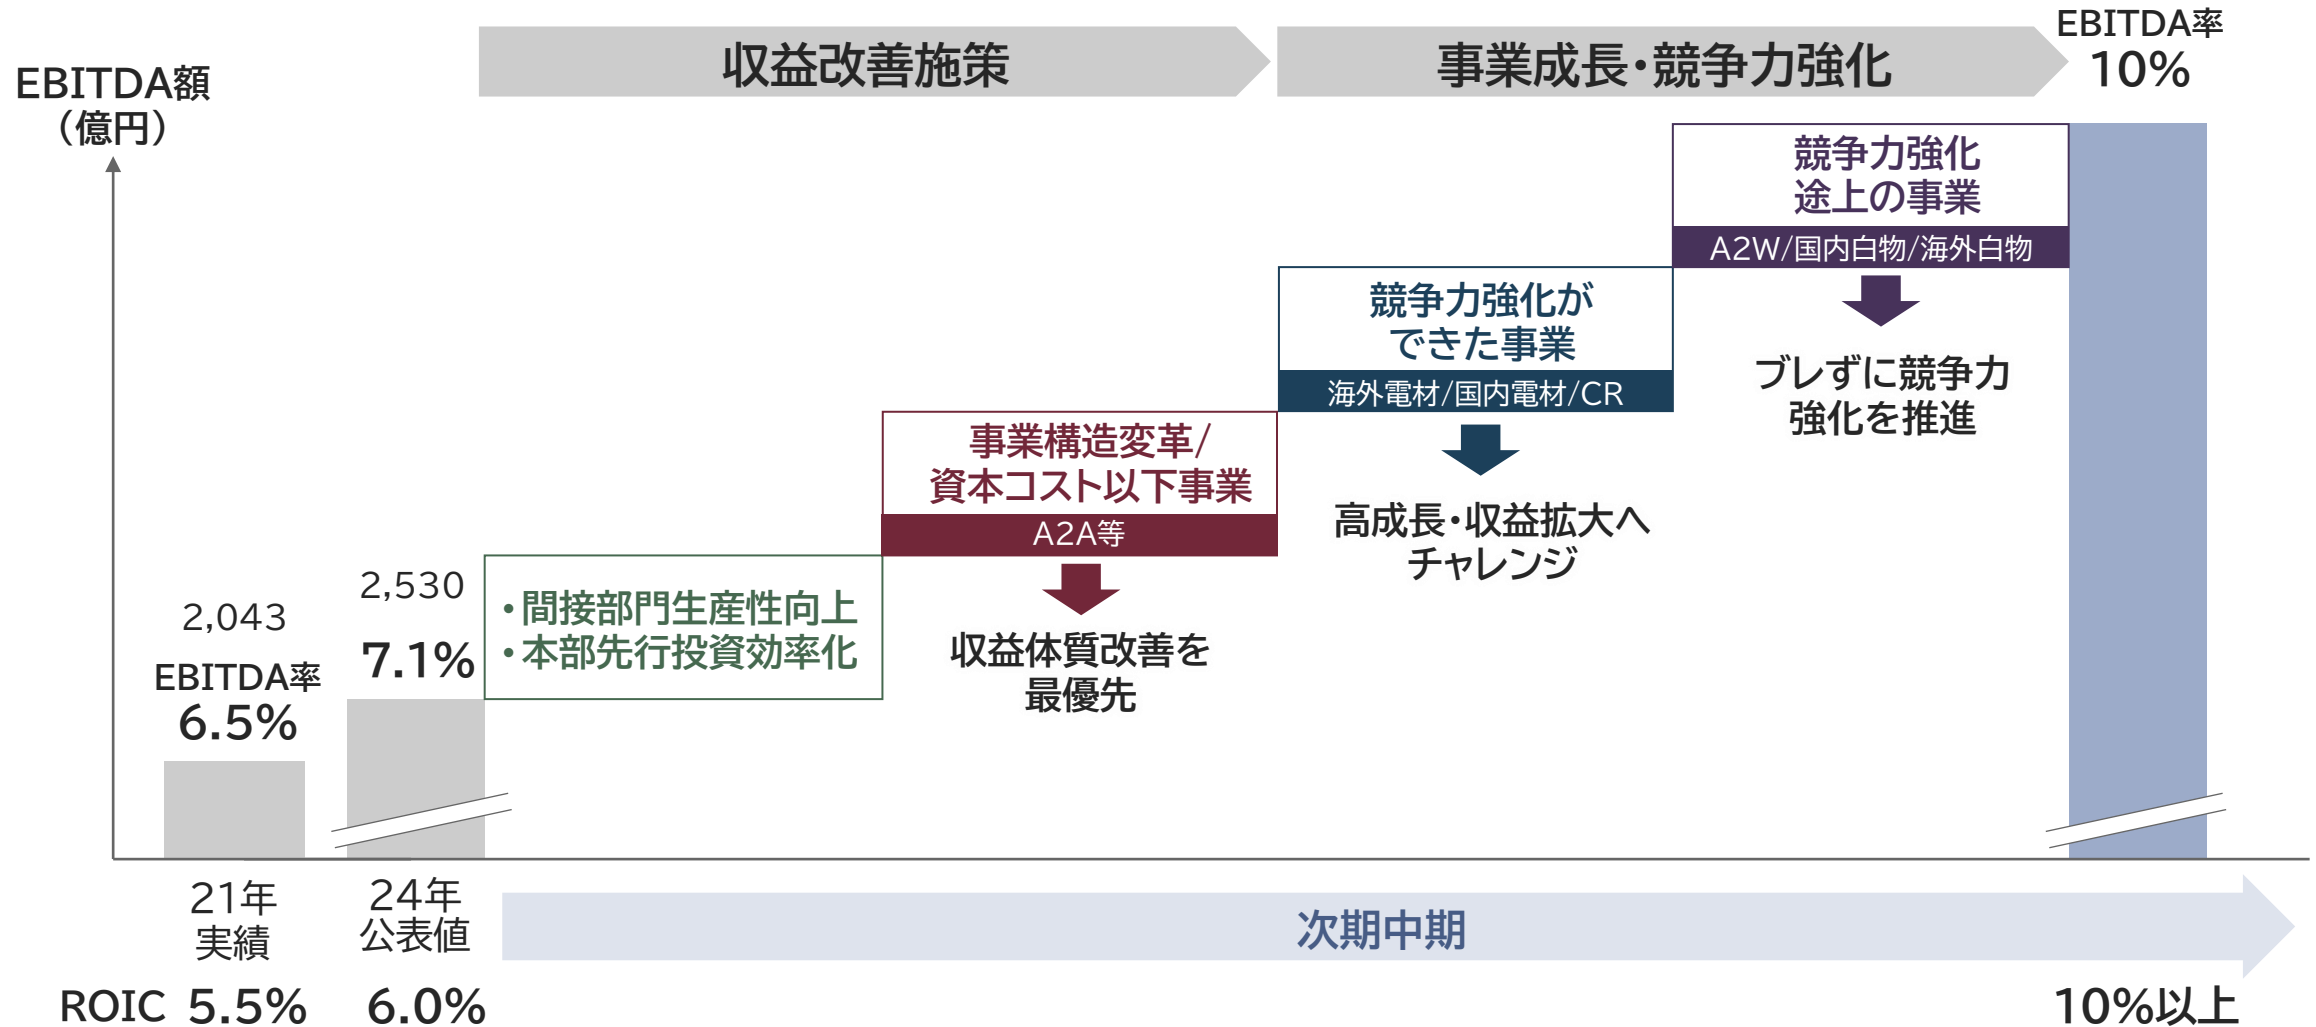 収益改善施策
事業成長・競争力強化
EBITDA率
10%
EBITDA額
（億円）
競争力強化
途上の事業
A2W/国内白物/海外白物
ブレずに競争力
強化を推進
競争力強化が
できた事業
海外電材/国内電材/CR
高成長・収益拡大へ
チャレンジ
事業構造変革/
資本コスト以下事業
A2A等
収益体質改善を
最優先
・間接部門生産性向上
・本部先行投資効率化
2,530
7.1%
2,043
EBITDA率
6.5%
21年
実績
24年
公表値
次期中期
ROIC 5.5% 6.0% 10%以上